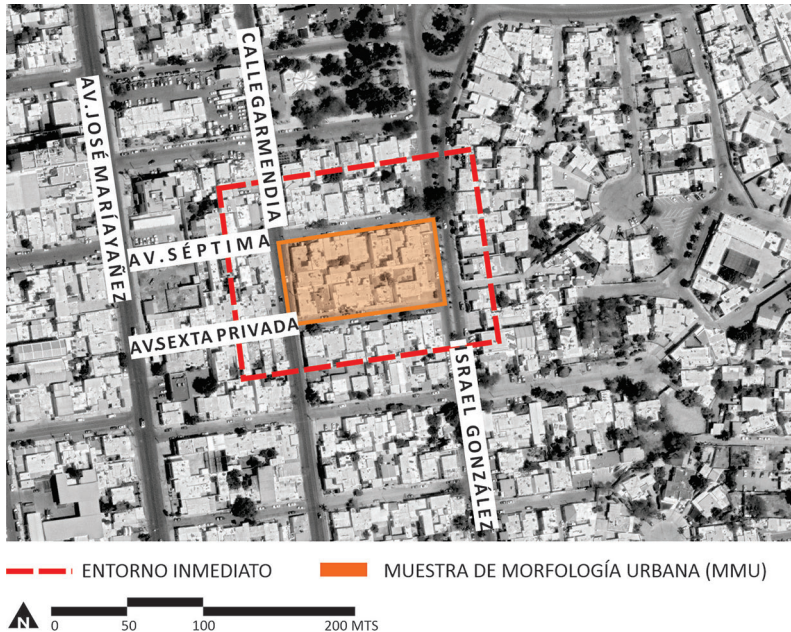 AV. JOSÉ MARÍA YAÑEZ
CALLE GARMENDIA
AV. SÉPTIMA
AV SEXTA PRIVADA
ISRAEL GONZÁLEZ
ENTORNO INMEDIATO
MUESTRA DE MORFOLOGÍA URBANA (MMU)
N
0 50 100 200 MTS